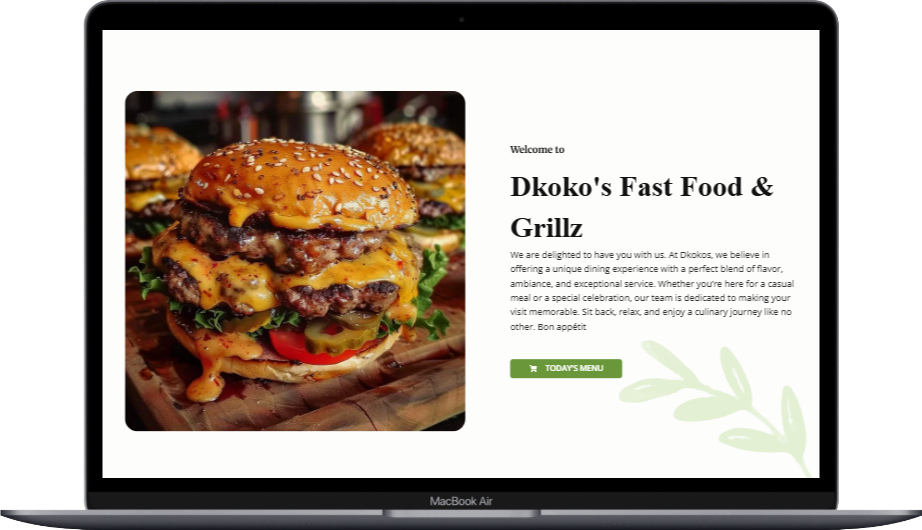 Welcome to
Dkoko's Fast Food &
Grillz
We are delighted to have you with us. At Dkokos, we believe in
offering a unique dining experience with a perfect blend of flavor,
ambiance, and exceptional service. Whether you're here for a casual
meal or a special celebration, our team is dedicated to making your
visit memorable. Sit back, relax, and enjoy a culinary journey like no
other. Bon appétit
TODAY'S MENU
MacBook Air